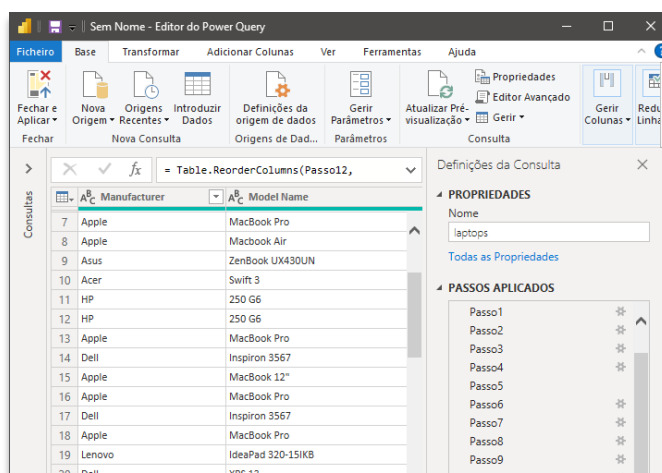 Sem Nome - Editor do Power Query
Ficheiro Base Transformar Adicionar Colunas Ver Ferramentas Ajuda
Fechar e Aplicar
Nova Origem
Origens Recentes
Introduzir Dados
Definições da origem de dados
Gerir Parâmetros
Atualizar Pré-visualização
Propriedades
Editor Avançado
Gerir
Gerir Colunas
Fechar Nova Consulta Origens de Dad... Parâmetros Consulta
Consultas
fx = Table.ReorderColumns(Passo12,
ABC Manufacturer ABC Model Name
7 Apple MacBook Pro
8 Apple Macbook Air
9 Asus ZenBook UX430UN
10 Acer Swift 3
11 HP 250 G6
12 HP 250 G6
13 Apple MacBook Pro
14 Dell Inspiron 3567
15 Apple MacBook 12"
16 Apple MacBook Pro
17 Dell Inspiron 3567
18 Apple MacBook Pro
19 Lenovo IdeaPad 320-15IKB
Definições da Consulta
PROPRIEDADES
Nome
laptops
Todas as Propriedades
PASSOS APLICADOS
Passo1
Passo2
Passo3
Passo4
Passo5
Passo6
Passo7
Passo8
Passo9